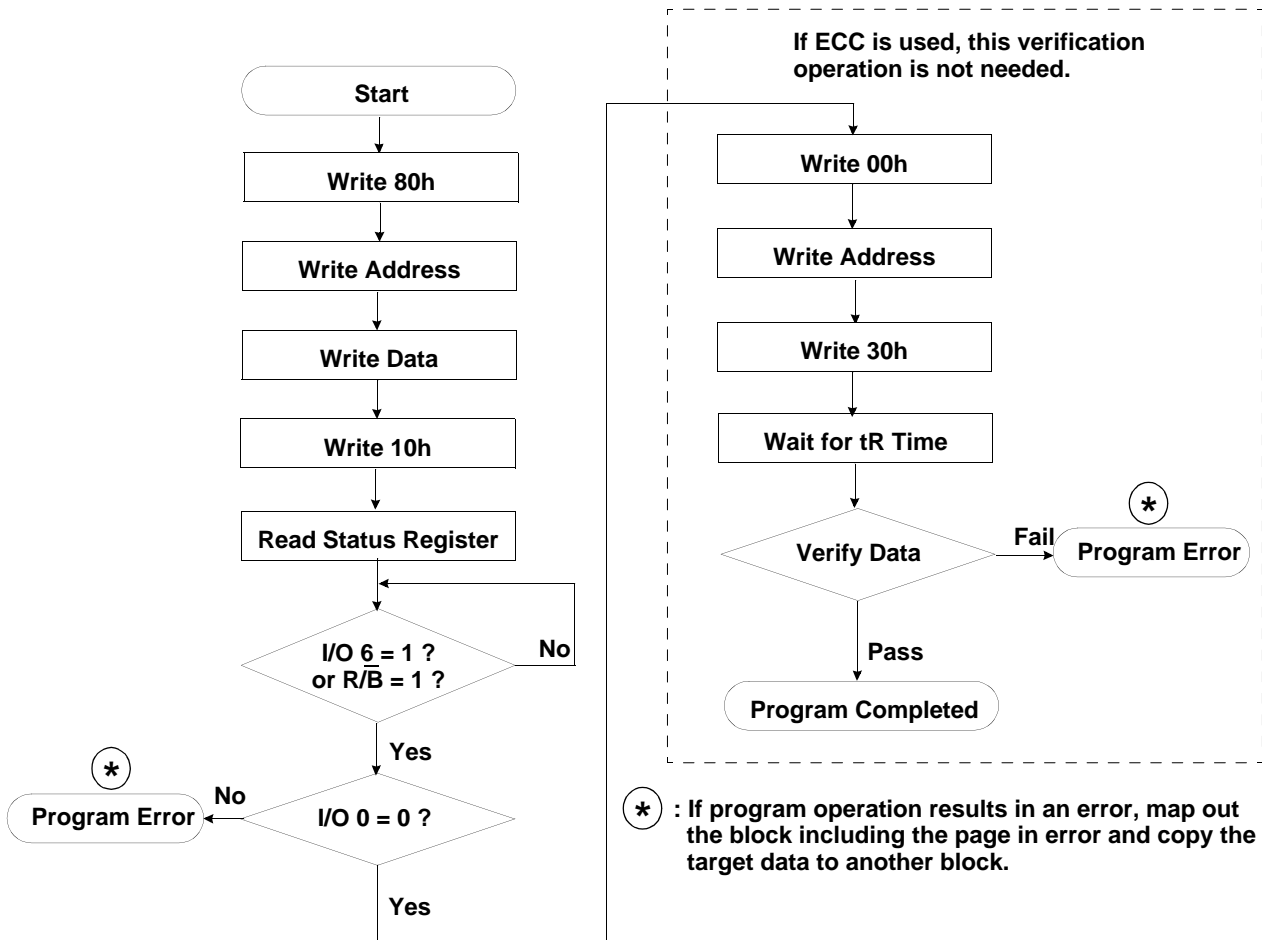 Start
Write 80h
Write Address
Write Data
Write 10h
Read Status Register
I/O 6 = 1 ?
or R/B̅ = 1 ?
No
Yes
*
Program Error
No
I/O 0 = 0 ?
Yes
If ECC is used, this verification
operation is not needed.
Write 00h
Write Address
Write 30h
Wait for tR Time
Verify Data
Fail
*
Program Error
Pass
Program Completed
* : If program operation results in an error, map out
the block including the page in error and copy the
target data to another block.